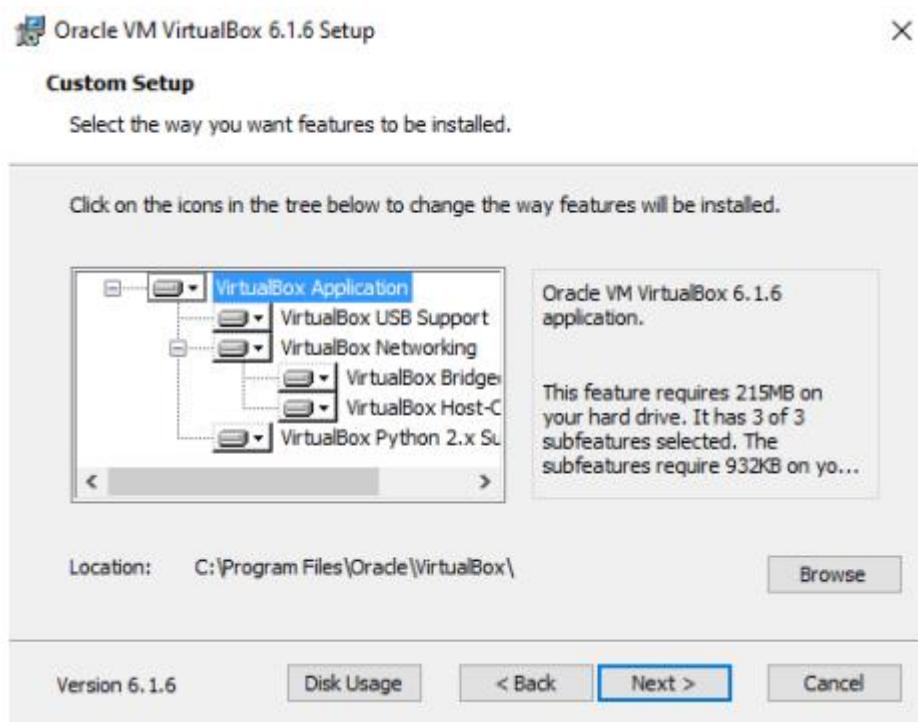 Oracle VM VirtualBox 6.1.6 Setup
Custom Setup
Select the way you want features to be installed.
Click on the icons in the tree below to change the way features will be installed.
VirtualBox Application
VirtualBox USB Support
VirtualBox Networking
VirtualBox Bridge
VirtualBox Host-C
VirtualBox Python 2.x Su
Oracle VM VirtualBox 6.1.6
application.
This feature requires 215MB on
your hard drive. It has 3 of 3
subfeatures selected. The
subfeatures require 932KB on yo...
Location: C:\Program Files\Oracle\VirtualBox\
Browse
Version 6.1.6 Disk Usage < Back Next > Cancel